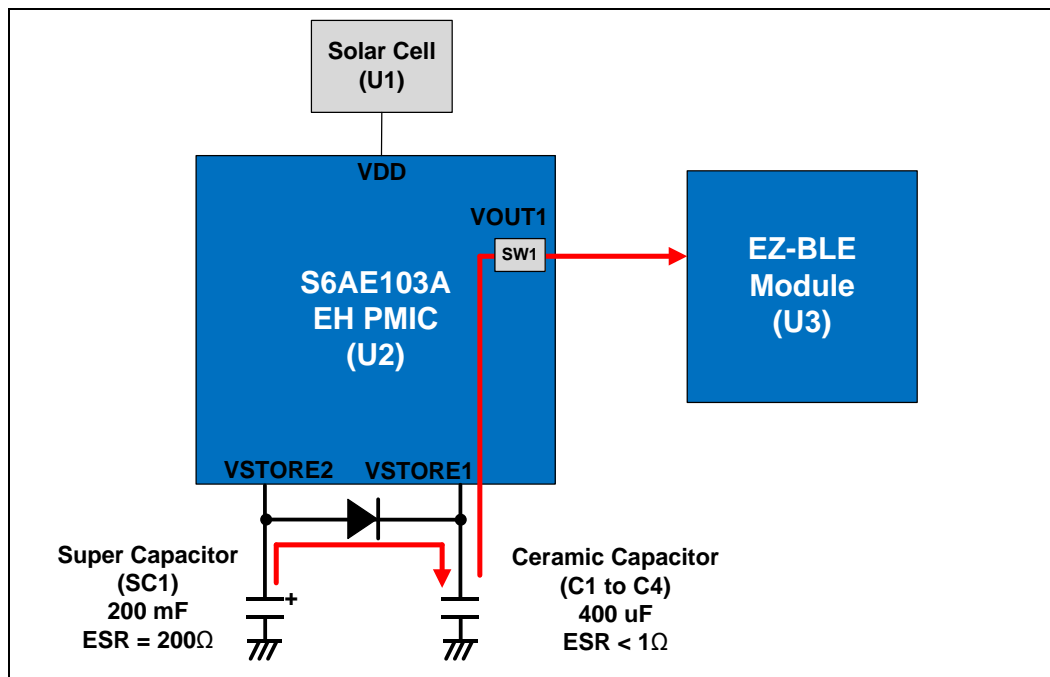 Solar Cell
(U1)
VDD
VOUT1
SW1
S6AE103A
EH PMIC
(U2)
EZ-BLE
Module
(U3)
VSTORE2
VSTORE1
Super Capacitor
(SC1)
200 mF
ESR = 200Ω
+
Ceramic Capacitor
(C1 to C4)
400 uF
ESR < 1Ω